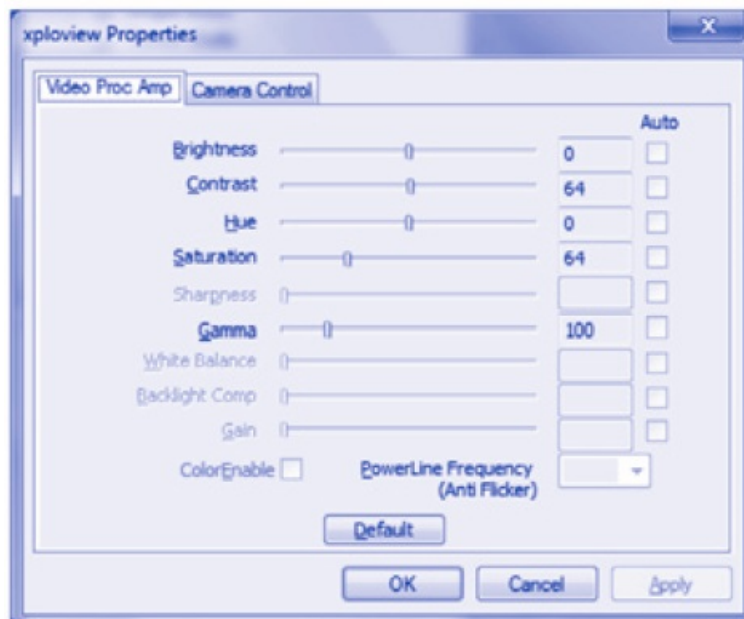 xploview Properties
X
Video Proc Amp Camera Control
Auto
Brightness 0
Contrast 64
Hue 0
Saturation 64
Sharpness
Gamma 100
White Balance
Backlight Comp
Gain
ColorEnable PowerLine Frequency
(Anti Flicker)
Default
OK Cancel Apply